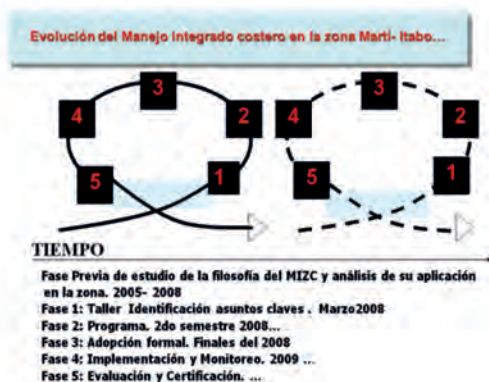 Evolución del Manejo Integrado costero en la zona Martí- Itabo...
3
3
4
2
4
2
5
1
5
1
TIEMPO
Fase Previa de estudio de la filosofía del MIZC y análisis de su aplicación
en la zona. 2005- 2008
Fase 1: Taller Identificación asuntos claves . Marzo2008
Fase 2: Programa. 2do semestre 2008...
Fase 3: Adopción formal. Finales del 2008
Fase 4: Implementación y Monitoreo. 2009 ...
Fase 5: Evaluación y Certificación. ...